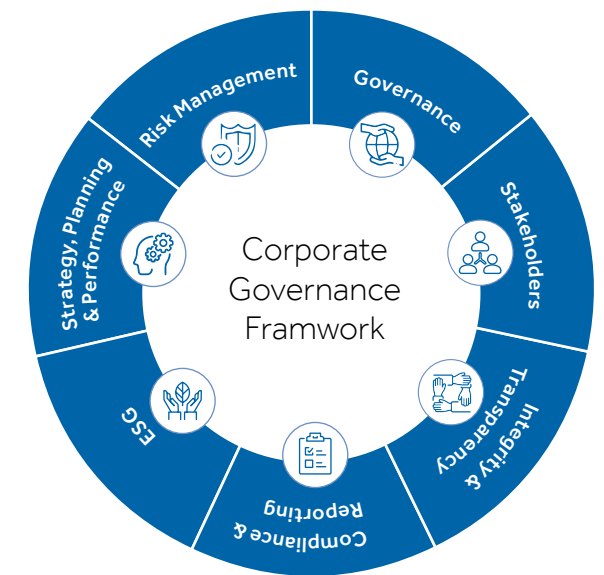 Corporate
Governance
Framwork
Governance
Stakeholders
Integrity &
Transparency
Compliance &
Reporting
ESG
Strategy, Planning
& Performance
Risk Management